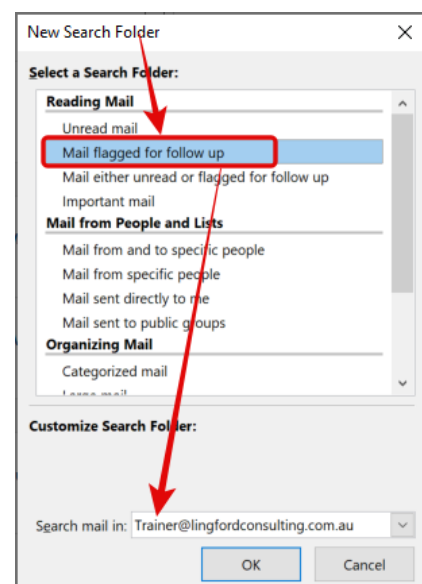 New Search Folder
Select a Search Folder:
Reading Mail
Unread mail
Mail flagged for follow up
Mail either unread or flagged for follow up
Important mail
Mail from People and Lists
Mail from and to specific people
Mail from specific people
Mail sent directly to me
Mail sent to public groups
Organizing Mail
Categorized mail
Customize Search Folder:
Search mail in: Trainer@lingfordconsulting.com.au
OK Cancel